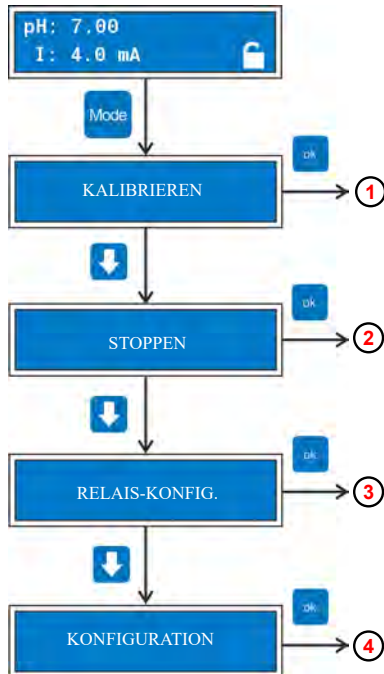 pH: 7.00
I: 4.0 mA
Mode
ok
KALIBRIEREN
1
ok
STOPPEN
2
ok
RELAIS-KONFIG.
3
ok
KONFIGURATION
4